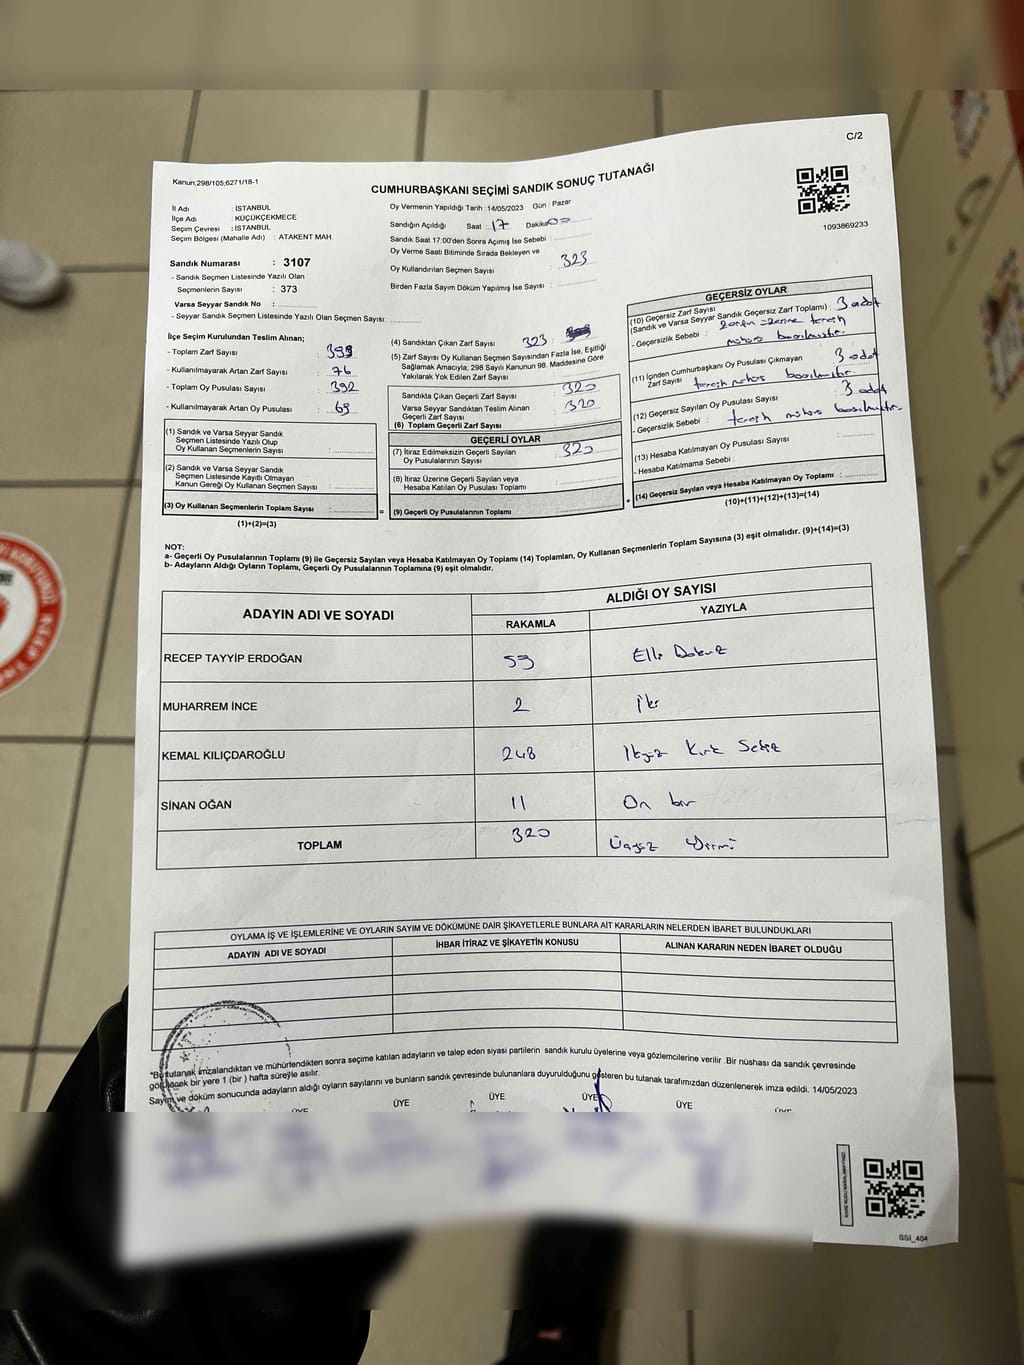 C/2
Kanun;298/105,6271/18-1
CUMHURBAŞKANI SEÇİMİ SANDIK SONUÇ TUTANAĞI
1093869233
İl Adı : İSTANBUL
İlçe Adı : KÜÇÜKÇEKMECE
Seçim Çevresi : İSTANBUL
Seçim Bölgesi (Mahalle Adı) : ATAKENT MAH.
Sandık Numarası : 3107
- Sandık Seçmen Listesinde Yazılı Olan
Seçmenlerin Sayısı : 373
Varsa Seyyar Sandık No :
- Seyyar Sandık Seçmen Listesinde Yazılı Olan Seçmen Sayısı:
Oy Vermenin Yapıldığı Tarih :14/05/2023 Gün : Pazar
Sandığın Açıldığı Saat : 17 Dakika 00
Sandık Saat 17:00'den Sonra Açımış İse Sebebi :
Oy Verme Saati Bitiminde Sırada Bekleyen ve
Oy Kullandırılan Seçmen Sayısı : 323
Birden Fazla Sayım Döküm Yapılmış İse Sayısı :
İlçe Seçim Kurulundan Teslim Alınan;
- Toplam Zarf Sayısı :
- Kullanılmayarak Artan Zarf Sayısı : 76
- Toplam Oy Pusulası Sayısı : 392
- Kullanılmayarak Artan Oy Pusulası : 69
(1) Sandık ve Varsa Seyyar Sandık
Seçmen Listesinde Yazılı Olup
Oy Kullanan Seçmenlerin Sayısı :
(2) Sandık ve Varsa Seyyar Sandık
Seçmen Listesinde Kayıtlı Olmayan
Kanun Gereği Oy Kullanan Seçmen Sayısı :
(3) Oy Kullanan Seçmenlerin Toplam Sayısı :
(1)+(2)=(3)
(4) Sandıktan Çıkan Zarf Sayısı : 323
(5) Zarf Sayısı Oy Kullanan Seçmen Sayısından Fazla İse, Eşitliği
Sağlamak Amacıyla, 298 Sayılı Kanunun 98. Maddesine Göre
Yakılarak Yok Edilen Zarf Sayısı :
Sandıkta Çıkan Geçerli Zarf Sayısı : 320
Varsa Seyyar Sandıktan Teslim Alınan
Geçerli Zarf Sayısı : 320
(6) Toplam Geçerli Zarf Sayısı :
GEÇERLİ OYLAR
(7) İtiraz Edilmeksizin Geçerli Sayılan
Oy Pusulalarının Sayısı : 320
(8) İtiraz Üzerine Geçerli Sayılan veya
Hesaba Katılan Oy Pusulası Toplamı :
= (9) Geçerli Oy Pusulalarının Toplamı :
GEÇERSİZ OYLAR
(10) Geçersiz Zarf Sayısı
(Sandık ve Varsa Seyyar Sandık Geçersiz Zarf Toplamı) : 3 adet
- Geçersizlik Sebebi : zarfın üzerine tercih
mührü basılmıştır.
(11) İçinden Cumhurbaşkanı Oy Pusulası Çıkmayan
Zarf Sayısı : 3 adet
tercih mührü basılmıştır.
(12) Geçersiz Sayılan Oy Pusulası Sayısı : 3 adet
- Geçersizlik Sebebi : tercih mührü basılmıştır.
(13) Hesaba Katılmayan Oy Pusulası Sayısı :
- Hesaba Katılmama Sebebi :
+ (14) Geçersiz Sayılan veya Hesaba Katılmayan Oy Toplamı :
(10)+(11)+(12)+(13)=(14)
NOT:
a- Geçerli Oy Pusulalarının Toplamı (9) ile Geçersiz Sayılan veya Hesaba Katılmayan Oy Toplamı (14) Toplamları, Oy Kullanan Seçmenlerin Toplam Sayısına (3) eşit olmalıdır. (9)+(14)=(3)
b- Adayların Aldığı Oyların Toplamı, Geçerli Oy Pusulalarının Toplamına (9) eşit olmalıdır.
ADAYIN ADI VE SOYADI
ALDIĞI OY SAYISI
RAKAMLA YAZIYLA
RECEP TAYYİP ERDOĞAN 59 Elli Dokuz
MUHARREM İNCE 2 iki
KEMAL KILIÇDAROĞLU 248 İkiyüz Kırk Sekiz
SİNAN OĞAN 11 On bir
TOPLAM 320 Üçyüz Yirmi
OYLAMA İŞ VE İŞLEMLERİNE VE OYLARIN SAYIM VE DÖKÜMÜNE DAİR ŞİKAYETLERLE BUNLARA AİT KARARLARIN NELERDEN İBARET BULUNDUKLARI
ADAYIN ADI VE SOYADI
İHBAR İTİRAZ VE ŞİKAYETİN KONUSU
ALINAN KARARIN NEDEN İBARET OLDUĞU
*Bu tutanak imzalandıktan ve mühürlendikten sonra seçime katılan adayların ve talep eden siyasi partilerin sandık kurulu üyelerine veya gözlemcilerine verilir .Bir nüshası da sandık çevresinde
görülecek bir yere 1 (bir ) hafta süreyle asılır.
Sayım ve döküm sonucunda adayların aldığı oyların sayılarını ve bunların sandık çevresinde bulunanlara duyurulduğunu gösteren bu tutanak tarafımızdan düzenlenerek imza edildi. 14/05/2023
ÜYE ÜYE ÜYE ÜYE ÜYE ÜYE
SSİ_404